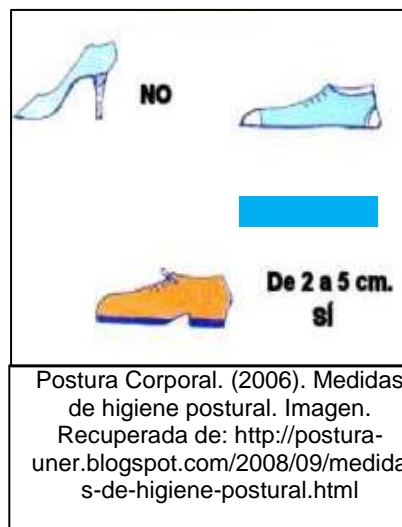 NO
De 2 a 5 cm.
SÍ
Postura Corporal. (2006). Medidas
de higiene postural. Imagen.
Recuperada de: http://postura-
uner.blogspot.com/2008/09/medida
s-de-higiene-postural.html